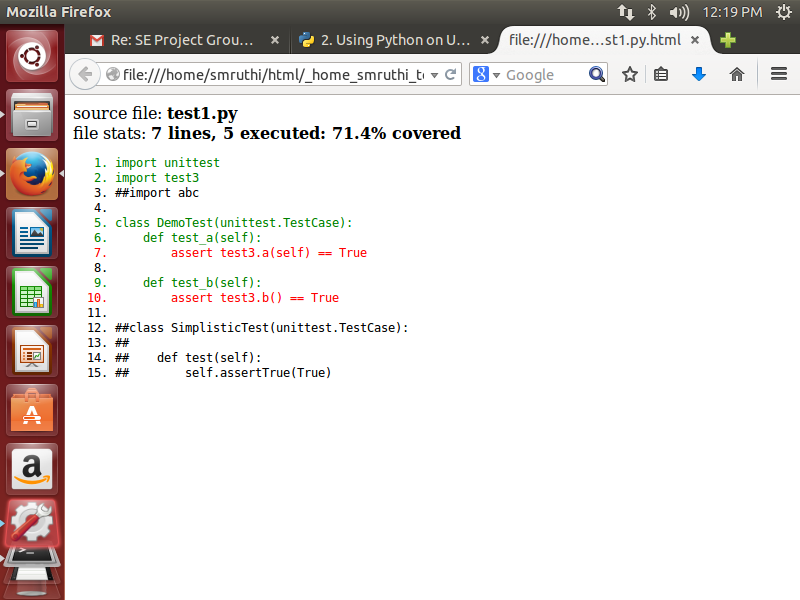 Mozilla Firefox
12:19 PM
Re: SE Project Grou...
2. Using Python on U...
file:///home...st1.py.html
file:///home/smruthi/html/_home_smruthi_te
Google
source file: test1.py
file stats: 7 lines, 5 executed: 71.4% covered
1. import unittest
2. import test3
3. ##import abc
4.
5. class DemoTest(unittest.TestCase):
6.     def test_a(self):
7.         assert test3.a(self) == True
8.
9.     def test_b(self):
10.         assert test3.b() == True
11.
12. ##class SimplisticTest(unittest.TestCase):
13. ##
14. ##    def test(self):
15. ##        self.assertTrue(True)